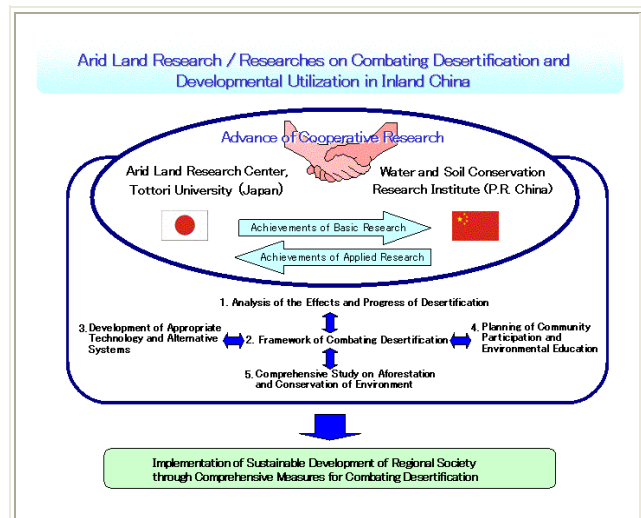 Arid Land Research / Researches on Combating Desertification and
Developmental Utilization in Inland China
Advance of Cooperative Research
Arid Land Research Center,
Tottori University (Japan)
Water and Soil Conservation
Research Institute (P.R. China)
Achievements of Basic Research
Achievements of Applied Research
1. Analysis of the Effects and Progress of Desertification
3. Development of Appropriate
Technology and Alternative
Systems
2. Framework of Combating Desertification
4. Planning of Community
Participation and
Environmental Education
5. Comprehensive Study on Aforestation
and Conservation of Environment
Implementation of Sustainable Development of Regional Society
through Comprehensive Measures for Combating Desertification